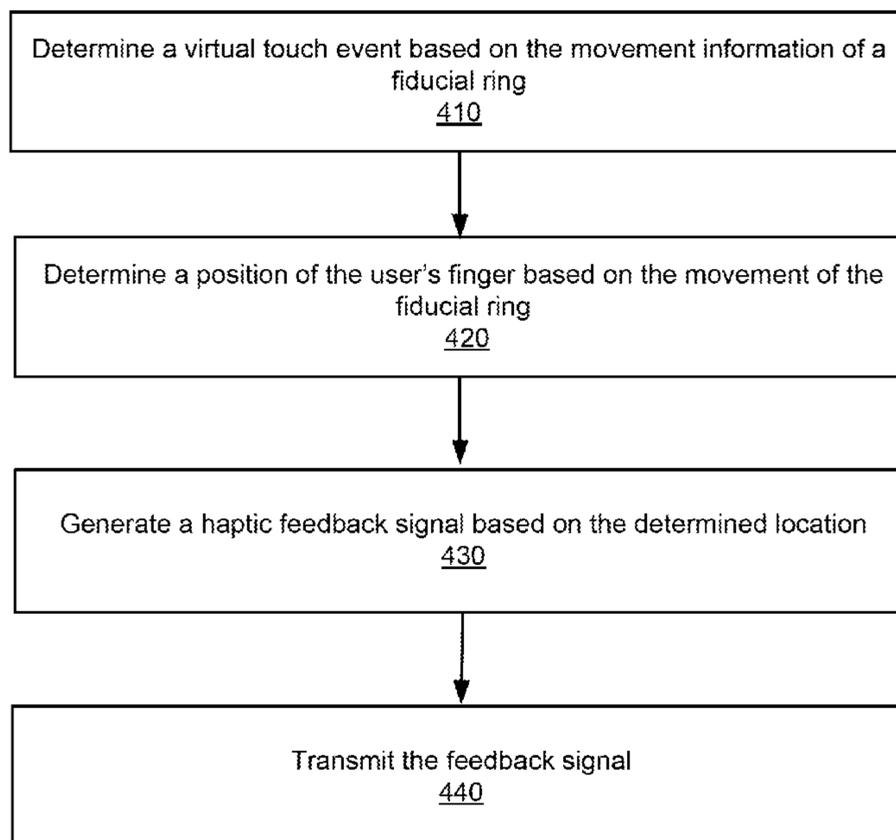 Determine a virtual touch event based on the movement information of a
fiducial ring
410
Determine a position of the user's finger based on the movement of the
fiducial ring
420
Generate a haptic feedback signal based on the determined location
430
Transmit the feedback signal
440